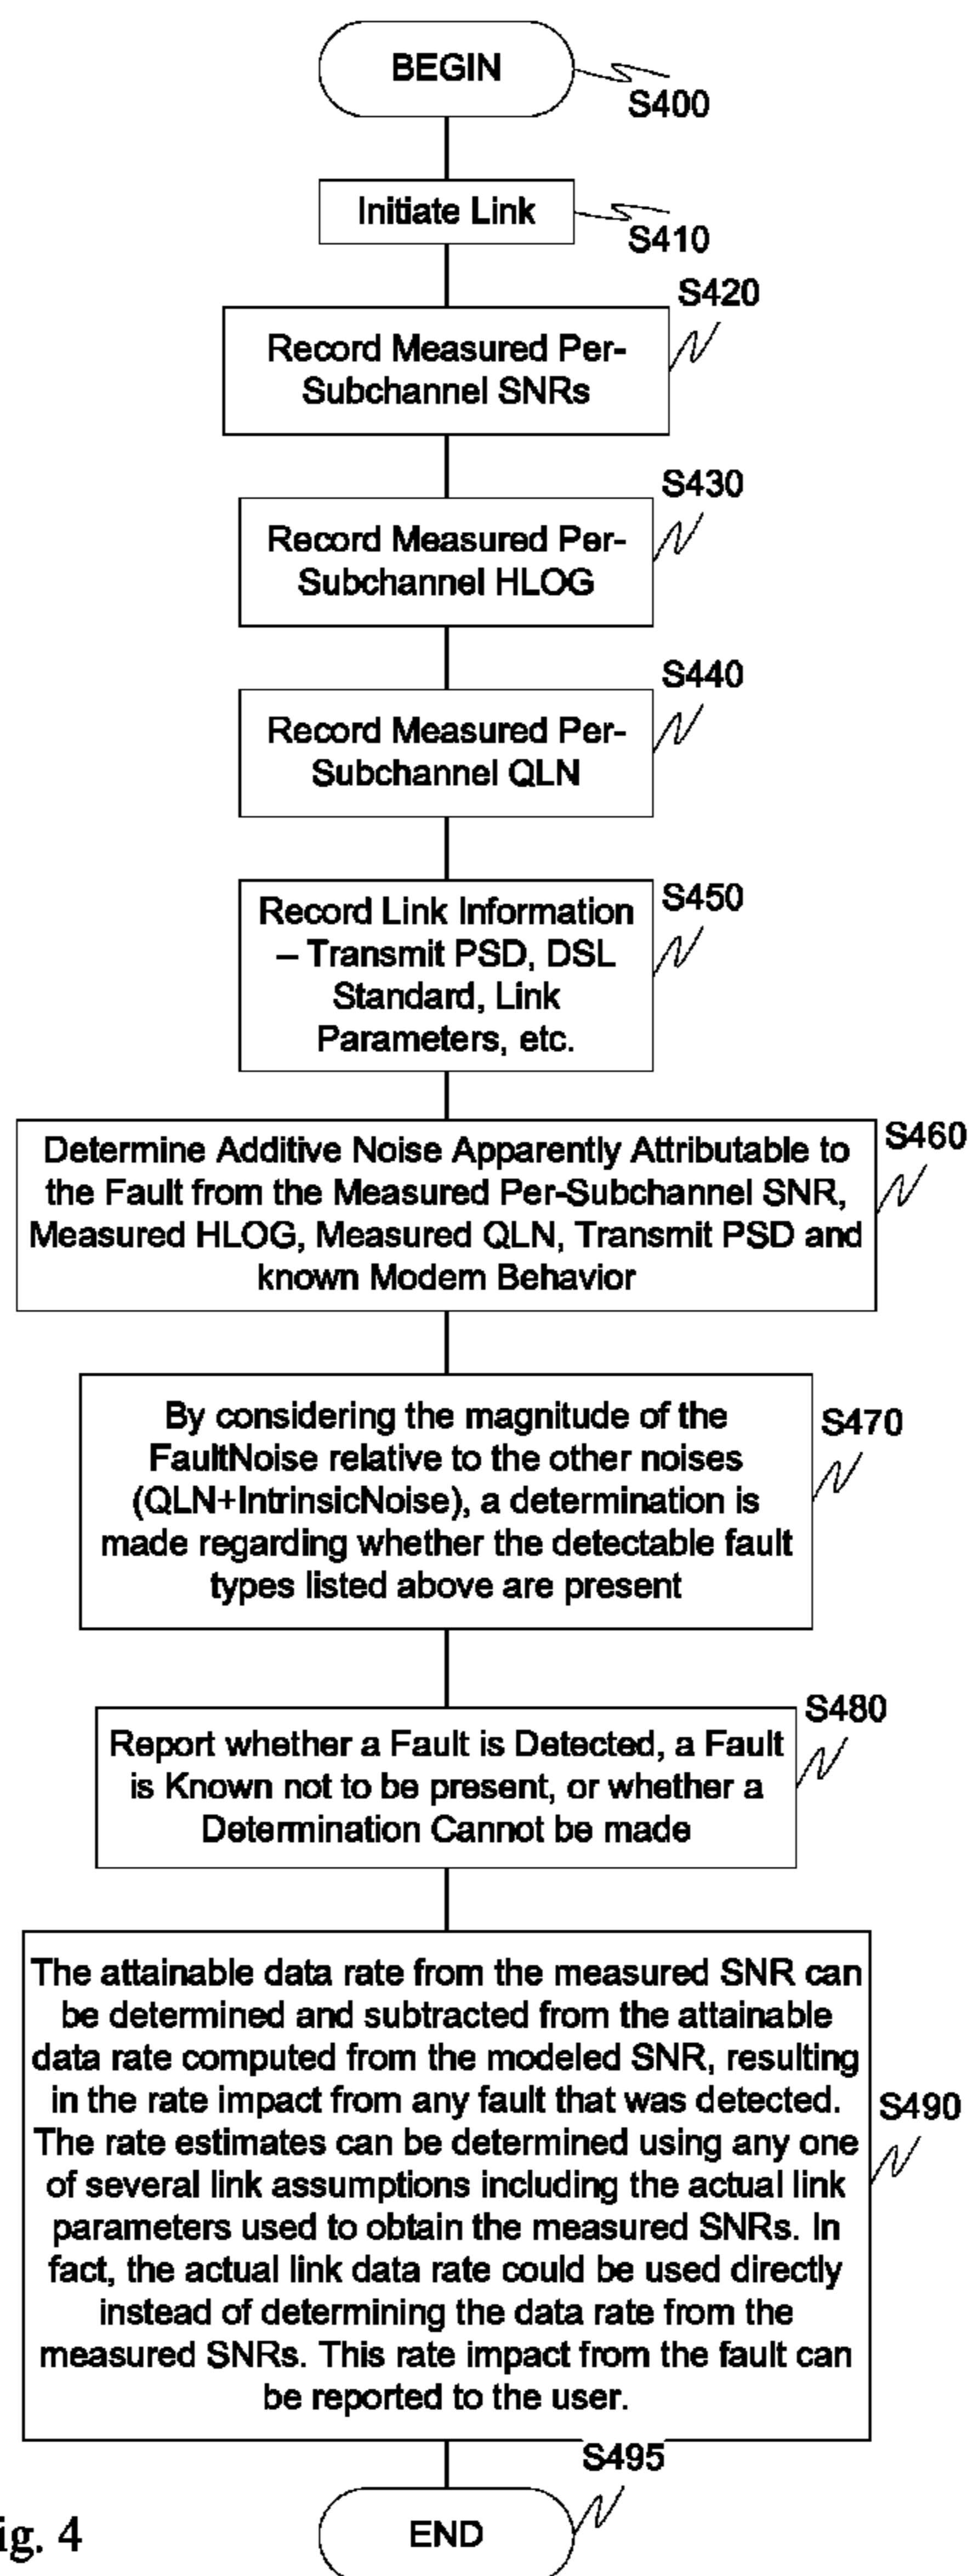 BEGIN
S400
Initiate Link
S410
S420
Record Measured Per-
Subchannel SNRs
S430
Record Measured Per-
Subchannel HLOG
S440
Record Measured Per-
Subchannel QLN
S450
Record Link Information
– Transmit PSD, DSL
Standard, Link
Parameters, etc.
S460
Determine Additive Noise Apparently Attributable to
the Fault from the Measured Per-Subchannel SNR,
Measured HLOG, Measured QLN, Transmit PSD and
known Modem Behavior
S470
By considering the magnitude of the
FaultNoise relative to the other noises
(QLN+IntrinsicNoise), a determination is
made regarding whether the detectable fault
types listed above are present
S480
Report whether a Fault is Detected, a Fault
is Known not to be present, or whether a
Determination Cannot be made
The attainable data rate from the measured SNR can
be determined and subtracted from the attainable
data rate computed from the modeled SNR, resulting
in the rate impact from any fault that was detected.
S490
The rate estimates can be determined using any one
of several link assumptions including the actual link
parameters used to obtain the measured SNRs. In
fact, the actual link data rate could be used directly
instead of determining the data rate from the
measured SNRs. This rate impact from the fault can
be reported to the user.
S495
END
ig. 4